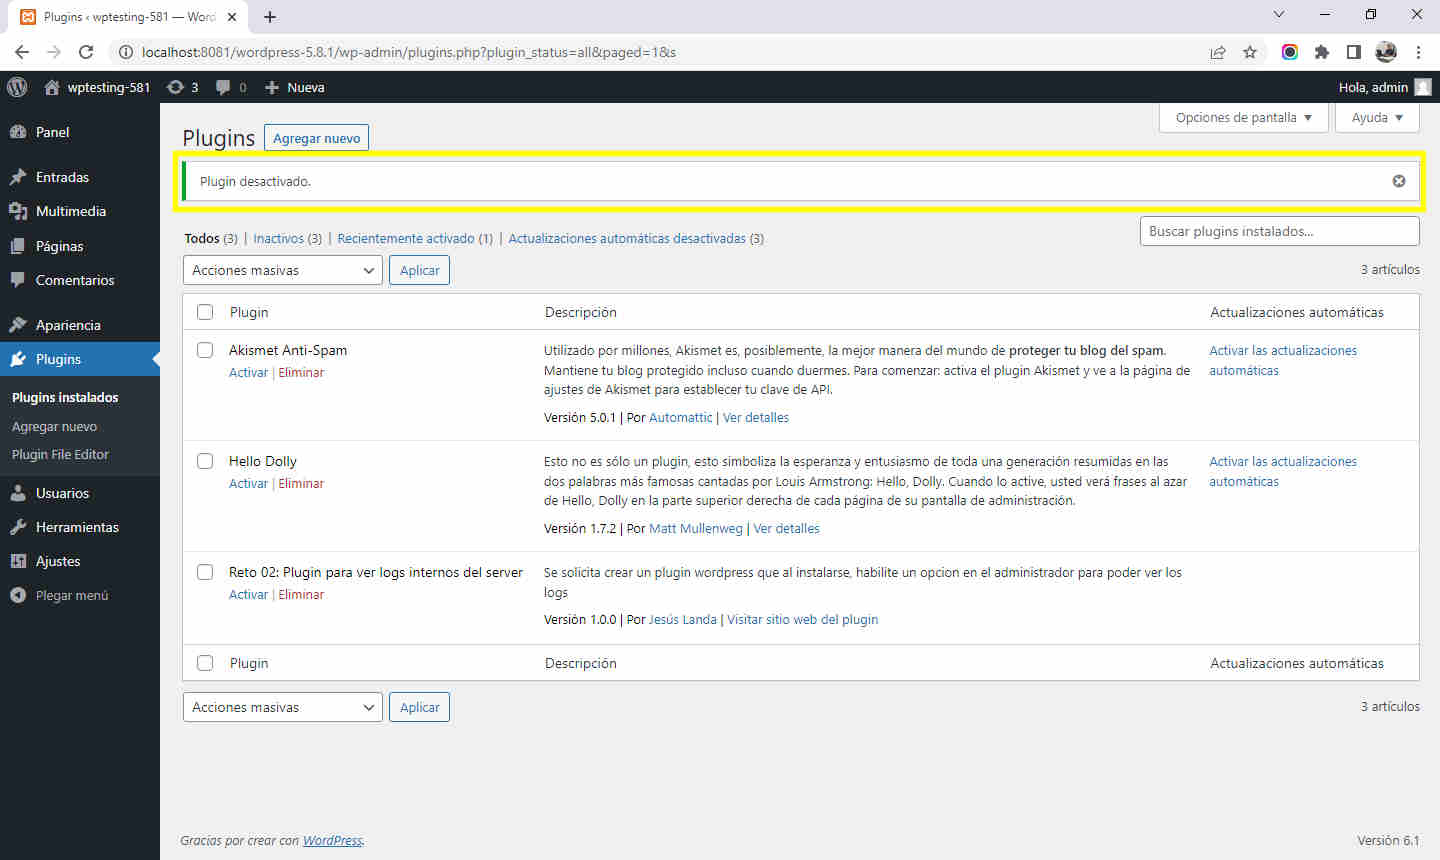 Plugins ‹ wptesting-581 — Word
localhost:8081/wordpress-5.8.1/wp-admin/plugins.php?plugin_status=all&paged=1&s
wptesting-581 3 0 Nueva Hola, admin
Opciones de pantalla Ayuda
Panel
Entradas
Multimedia
Páginas
Comentarios
Apariencia
Plugins
Plugins instalados
Agregar nuevo
Plugin File Editor
Usuarios
Herramientas
Ajustes
Plegar menú
Plugins Agregar nuevo
Plugin desactivado.
Todos (3) | Inactivos (3) | Recientemente activado (1) | Actualizaciones automáticas desactivadas (3)
Buscar plugins instalados...
Acciones masivas Aplicar
3 artículos
Plugin Descripción Actualizaciones automáticas
Akismet Anti-Spam
Activar | Eliminar
Utilizado por millones, Akismet es, posiblemente, la mejor manera del mundo de proteger tu blog del spam.
Mantiene tu blog protegido incluso cuando duermes. Para comenzar: activa el plugin Akismet y ve a la página de
ajustes de Akismet para establecer tu clave de API.
Versión 5.0.1 | Por Automattic | Ver detalles
Activar las actualizaciones
automáticas
Hello Dolly
Activar | Eliminar
Esto no es sólo un plugin, esto simboliza la esperanza y entusiasmo de toda una generación resumidas en las
dos palabras más famosas cantadas por Louis Armstrong: Hello, Dolly. Cuando lo active, usted verá frases al azar
de Hello, Dolly en la parte superior derecha de cada página de su pantalla de administración.
Versión 1.7.2 | Por Matt Mullenweg | Ver detalles
Activar las actualizaciones
automáticas
Reto 02: Plugin para ver logs internos del server
Activar | Eliminar
Se solicita crear un plugin wordpress que al instalarse, habilite un opcion en el administrador para poder ver los
logs
Versión 1.0.0 | Por Jesús Landa | Visitar sitio web del plugin
Plugin Descripción Actualizaciones automáticas
Acciones masivas Aplicar
3 artículos
Gracias por crear con WordPress.
Versión 6.1